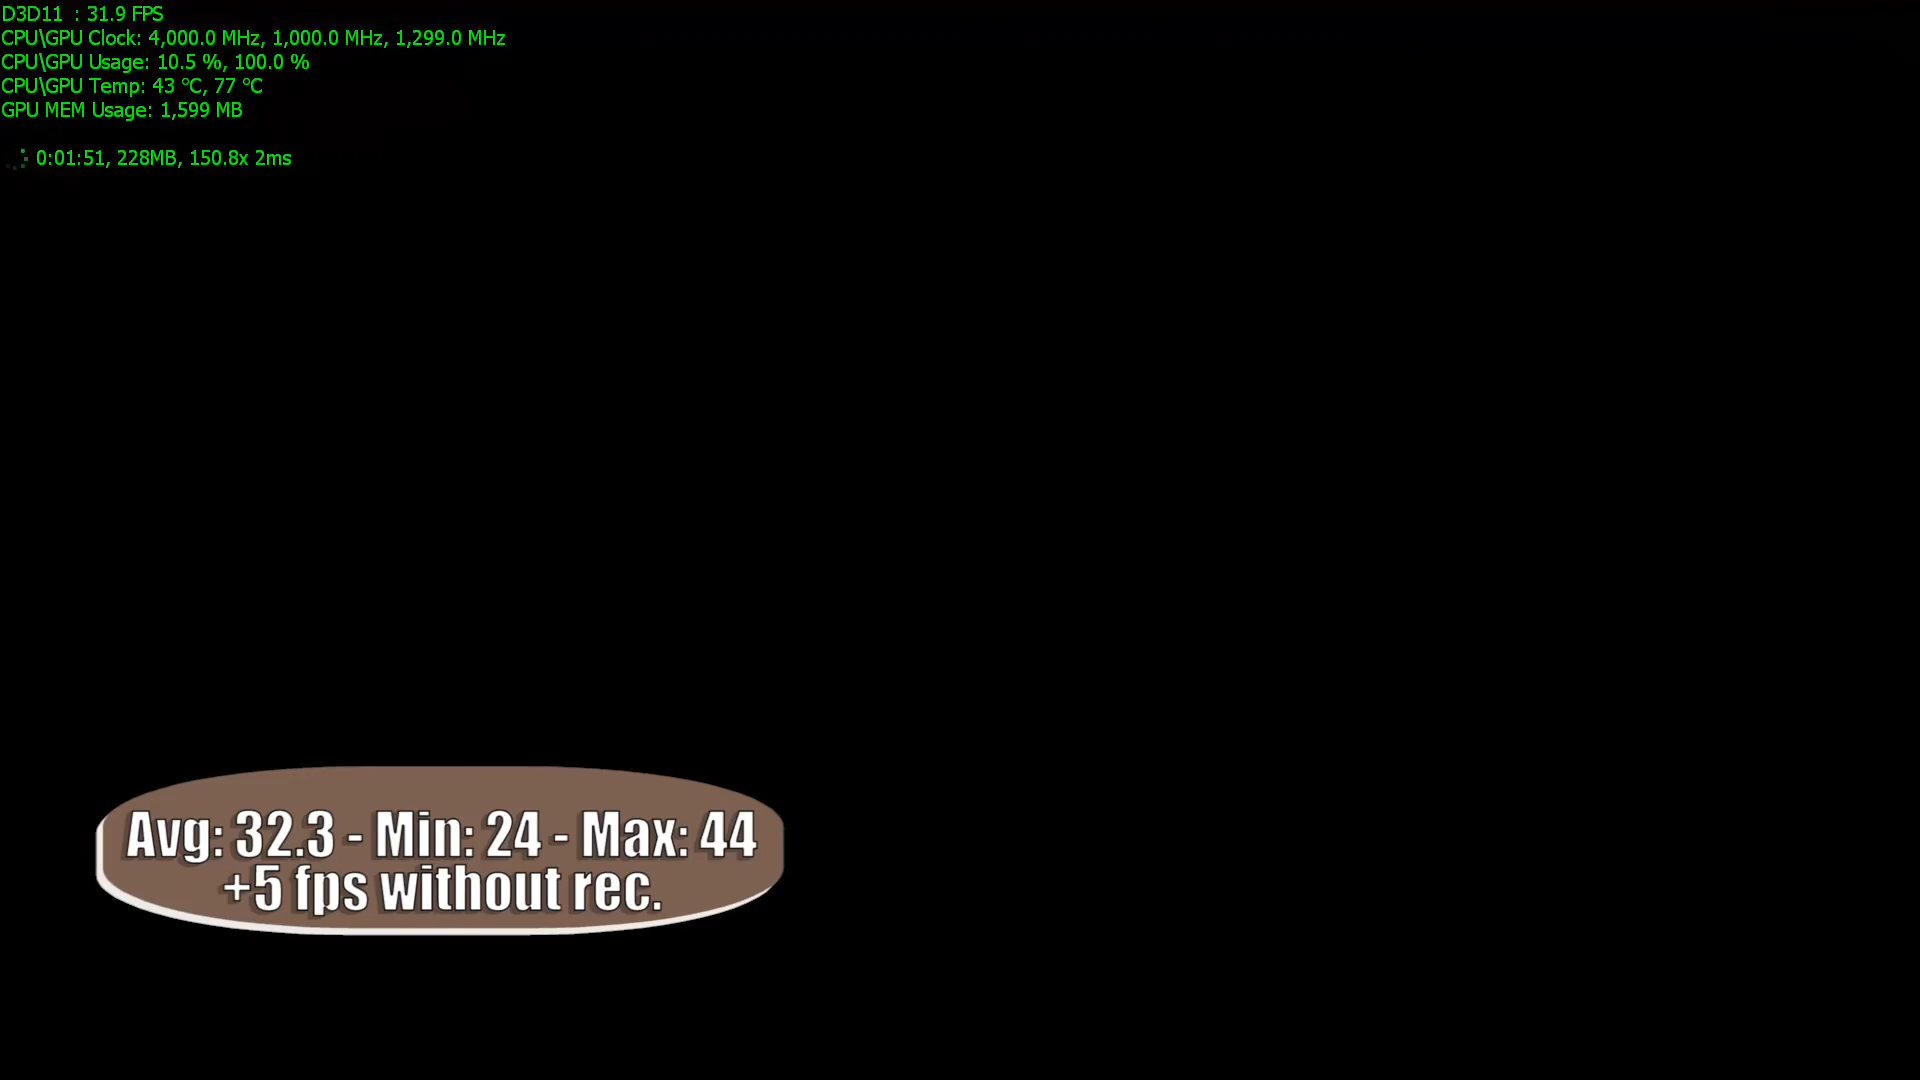 D3D11 : 31.9 FPS
CPU\GPU Clock: 4,000.0 MHz, 1,000.0 MHz, 1,299.0 MHz
CPU\GPU Usage: 10.5 %, 100.0 %
CPU\GPU Temp: 43 °C, 77 °C
GPU MEM Usage: 1,599 MB
0:01:51, 228MB, 150.8x 2ms
Avg: 32.3 - Min: 24 - Max: 44
+5 fps without rec.